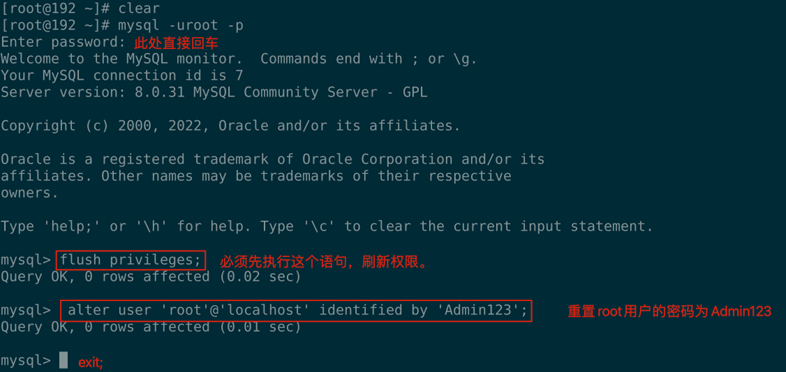 [root@192 ~]# clear
[root@192 ~]# mysql -uroot -p
Enter password: 此处直接回车
Welcome to the MySQL monitor.  Commands end with ; or \g.
Your MySQL connection id is 7
Server version: 8.0.31 MySQL Community Server - GPL
Copyright (c) 2000, 2022, Oracle and/or its affiliates.
Oracle is a registered trademark of Oracle Corporation and/or its
affiliates. Other names may be trademarks of their respective
owners.
Type 'help;' or '\h' for help. Type '\c' to clear the current input statement.
mysql> flush privileges; 必须先执行这个语句，刷新权限。
Query OK, 0 rows affected (0.02 sec)
mysql> alter user 'root'@'localhost' identified by 'Admin123'; 重置root用户的密码为Admin123
Query OK, 0 rows affected (0.01 sec)
mysql> exit;